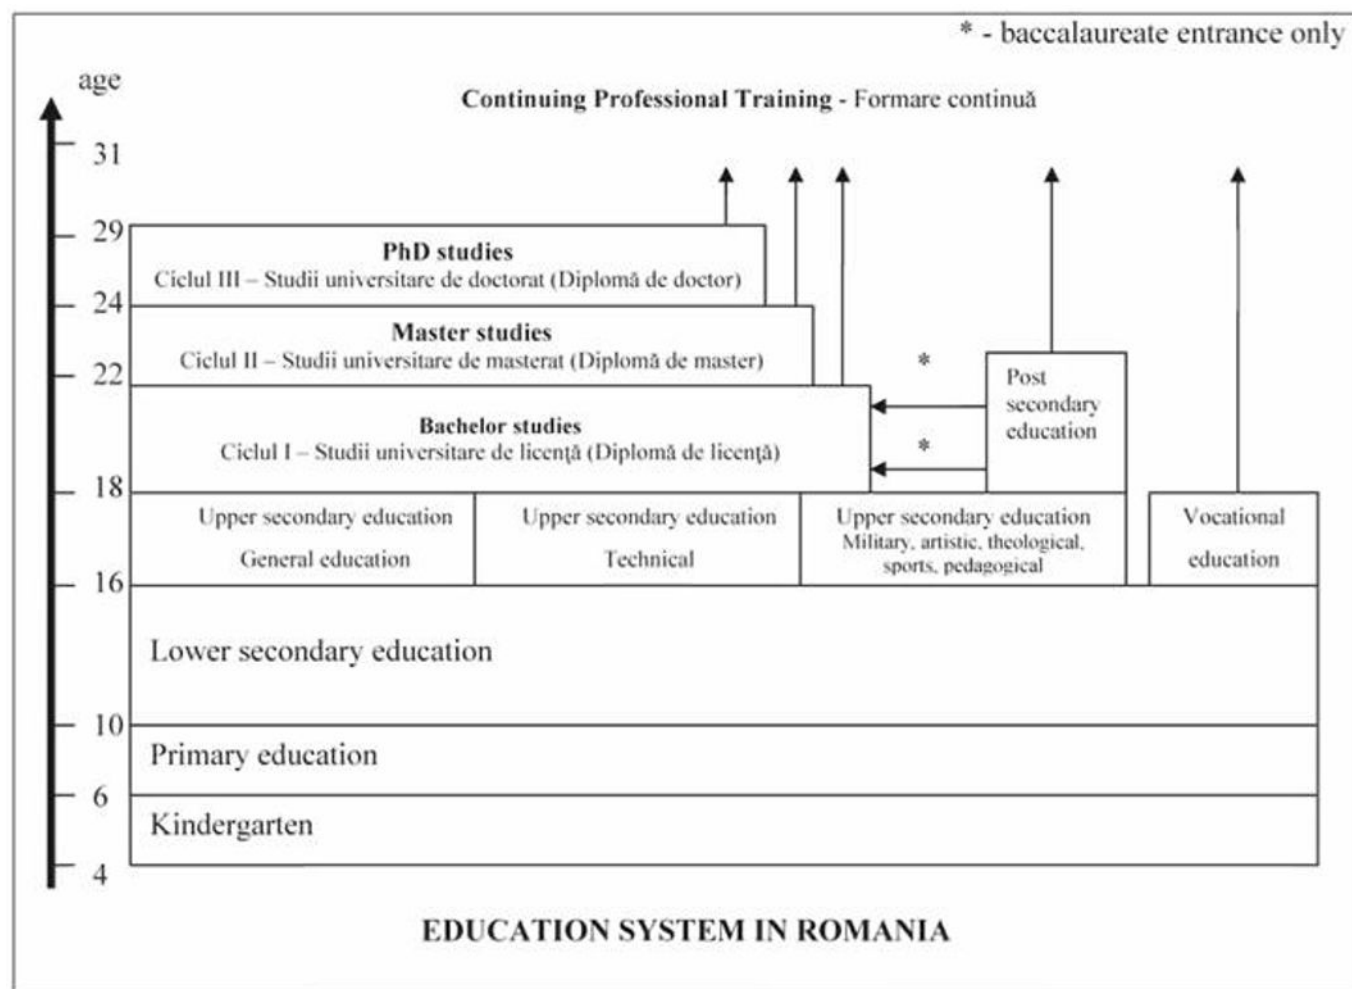 * - baccalaureate entrance only
age
Continuing Professional Training - Formare continuă
31
29
PhD studies
Ciclul III – Studii universitare de doctorat (Diplomă de doctor)
24
Master studies
Ciclul II – Studii universitare de masterat (Diplomă de master)
22
*
Post
secondary
education
Bachelor studies
Ciclul I – Studii universitare de licenţă (Diplomă de licenţă)
*
18
Upper secondary education
General education
Upper secondary education
Technical
Upper secondary education
Military, artistic, theological,
sports, pedagogical
Vocational
education
16
Lower secondary education
10
Primary education
6
Kindergarten
4
EDUCATION SYSTEM IN ROMANIA